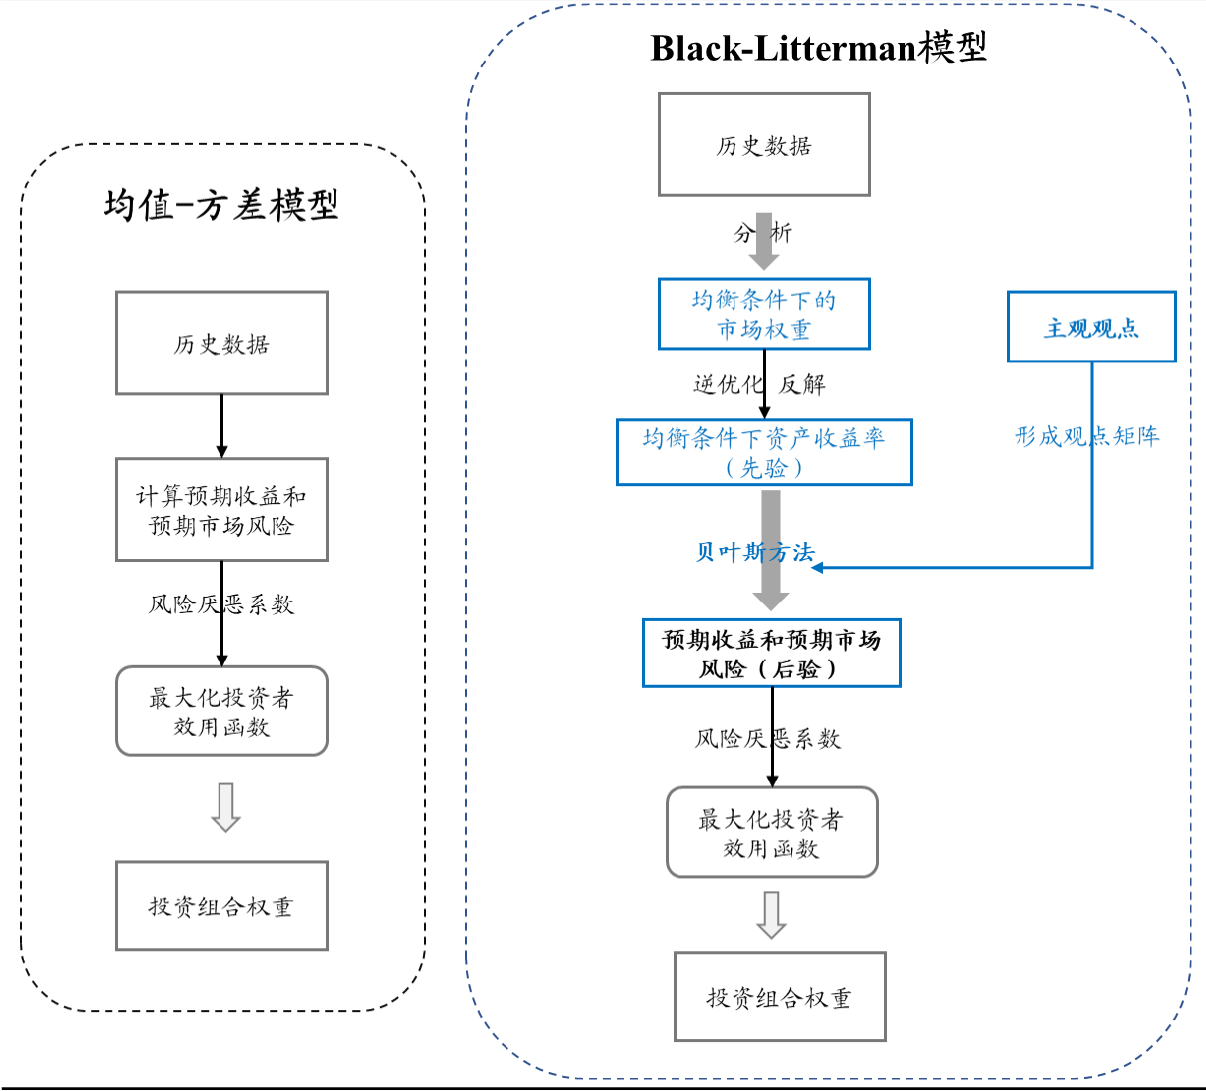 均值-方差模型
历史数据
计算预期收益和
预期市场风险
风险厌恶系数
最大化投资者
效用函数
投资组合权重
Black-Litterman模型
历史数据
分 析
均衡条件下的
市场权重
逆优化 反解
均衡条件下资产收益率
（先验）
主观观点
形成观点矩阵
贝叶斯方法
预期收益和预期市场
风险（后验）
风险厌恶系数
最大化投资者
效用函数
投资组合权重